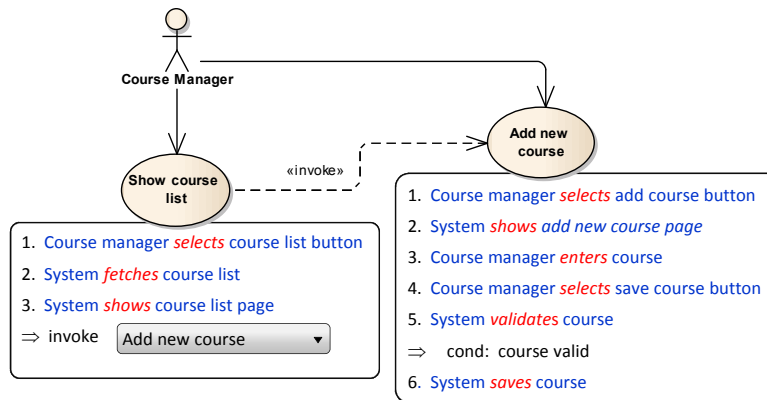 Course Manager
Add new
course
«invoke»
Show course
list
1. Course manager selects course list button
2. System fetches course list
3. System shows course list page
⇒ invoke Add new course
1. Course manager selects add course button
2. System shows add new course page
3. Course manager enters course
4. Course manager selects save course button
5. System validates course
⇒ cond: course valid
6. System saves course